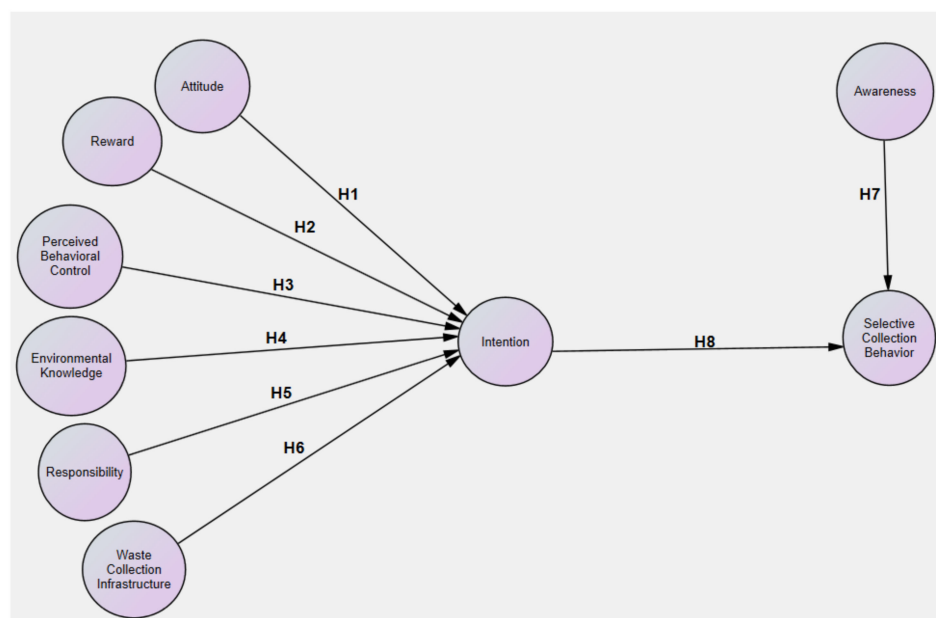 Attitude
Awareness
Reward
H1
H7
H2
Perceived
Behavioral
Control
H3
Selective
Collection
Behavior
Intention
H4
H8
Environmental
Knowledge
H5
H6
Responsibility
Waste
Collection
Infrastructure